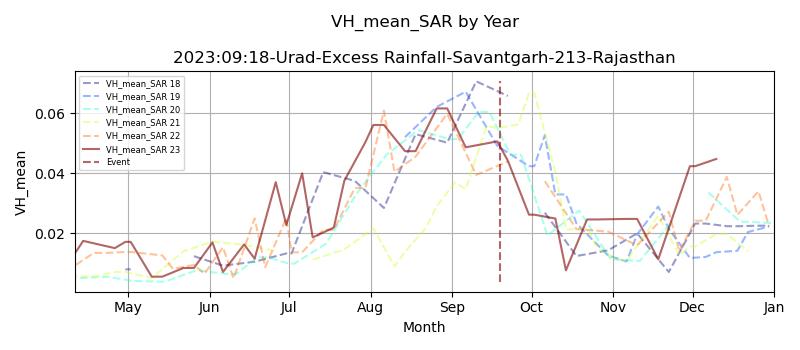 VH_mean_SAR by Year
2023:09:18-Urad-Excess Rainfall-Savantgarh-213-Rajasthan
VH_mean_SAR 18
VH_mean_SAR 19
VH_mean_SAR 20
VH_mean_SAR 21
VH_mean_SAR 22
VH_mean_SAR 23
Event
0.06
0.04
0.02
VH_mean
May Jun Jul Aug Sep Oct Nov Dec Jan
Month